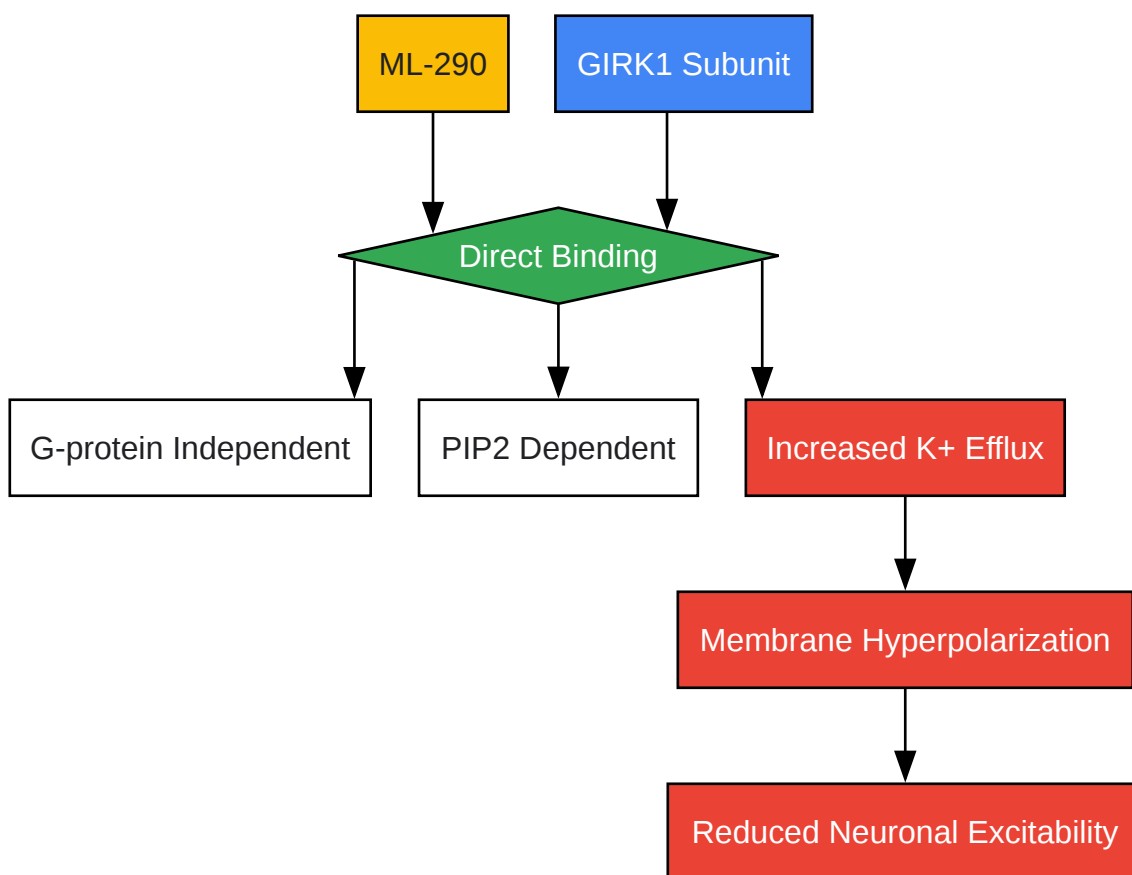 ML-290
GIRK1 Subunit
Direct Binding
G-protein Independent
PIP2 Dependent
Increased K+ Efflux
Membrane Hyperpolarization
Reduced Neuronal Excitability